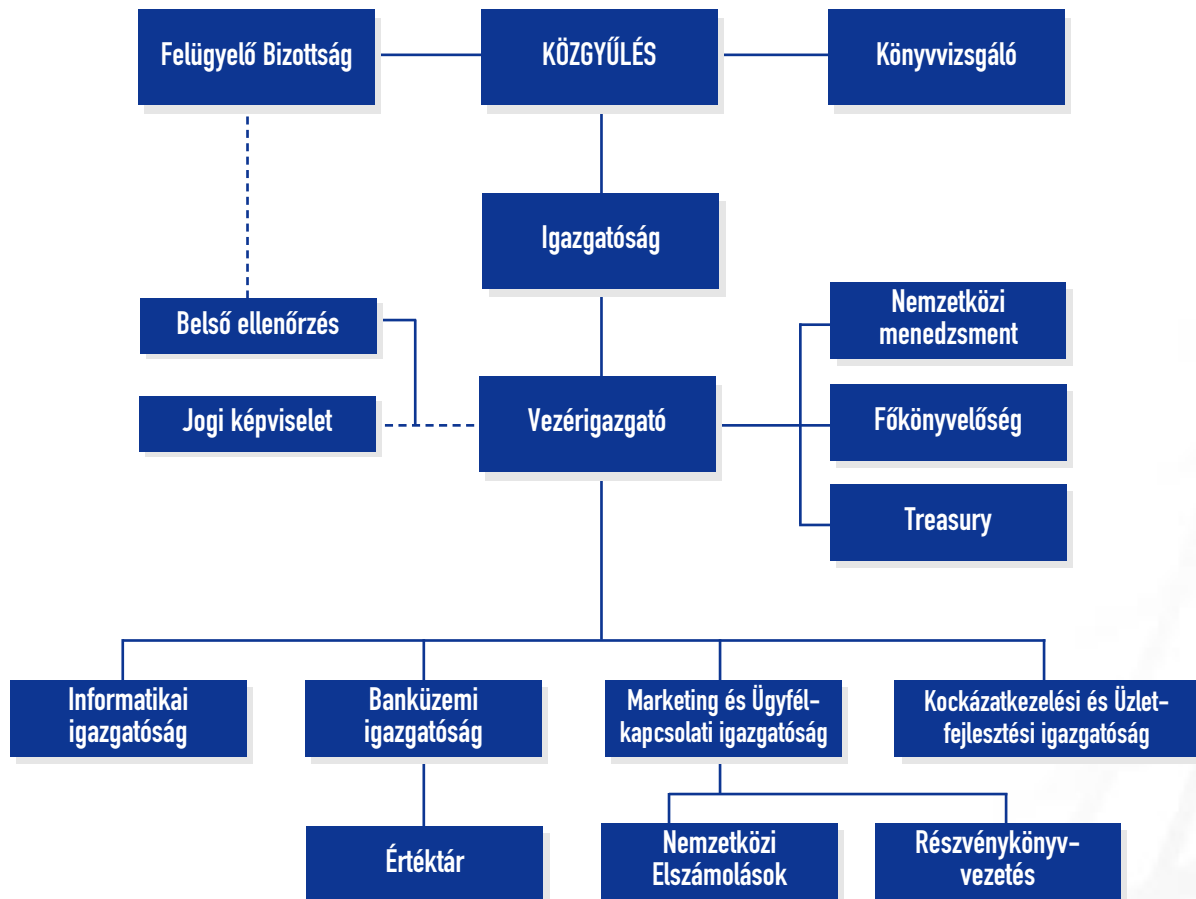 Felügyelő Bizottság
KÖZGYŰLÉS
Könyvvizsgáló
Igazgatóság
Belső ellenőrzés
Nemzetközi
menedzsment
Jogi képviselet
Vezérigazgató
Főkönyvelőség
Treasury
Informatikai
igazgatóság
Banküzemi
igazgatóság
Marketing és Ügyfél-
kapcsolati igazgatóság
Kockázatkezelési és Üzlet-
fejlesztési igazgatóság
Értéktár
Nemzetközi
Elszámolások
Részvénykönyv-
vezetés